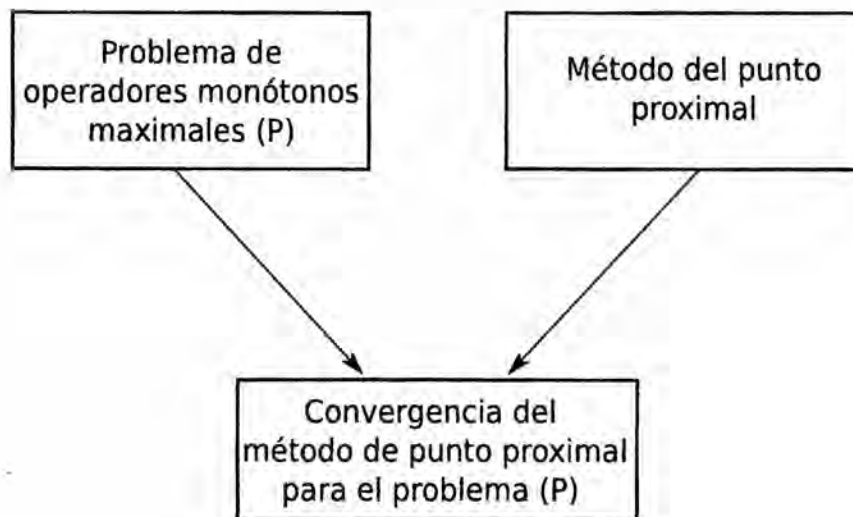 Problema de
operadores monótonos
maximales (P)
Método del punto
proximal
Convergencia del
método de punto proximal
para el problema (P)